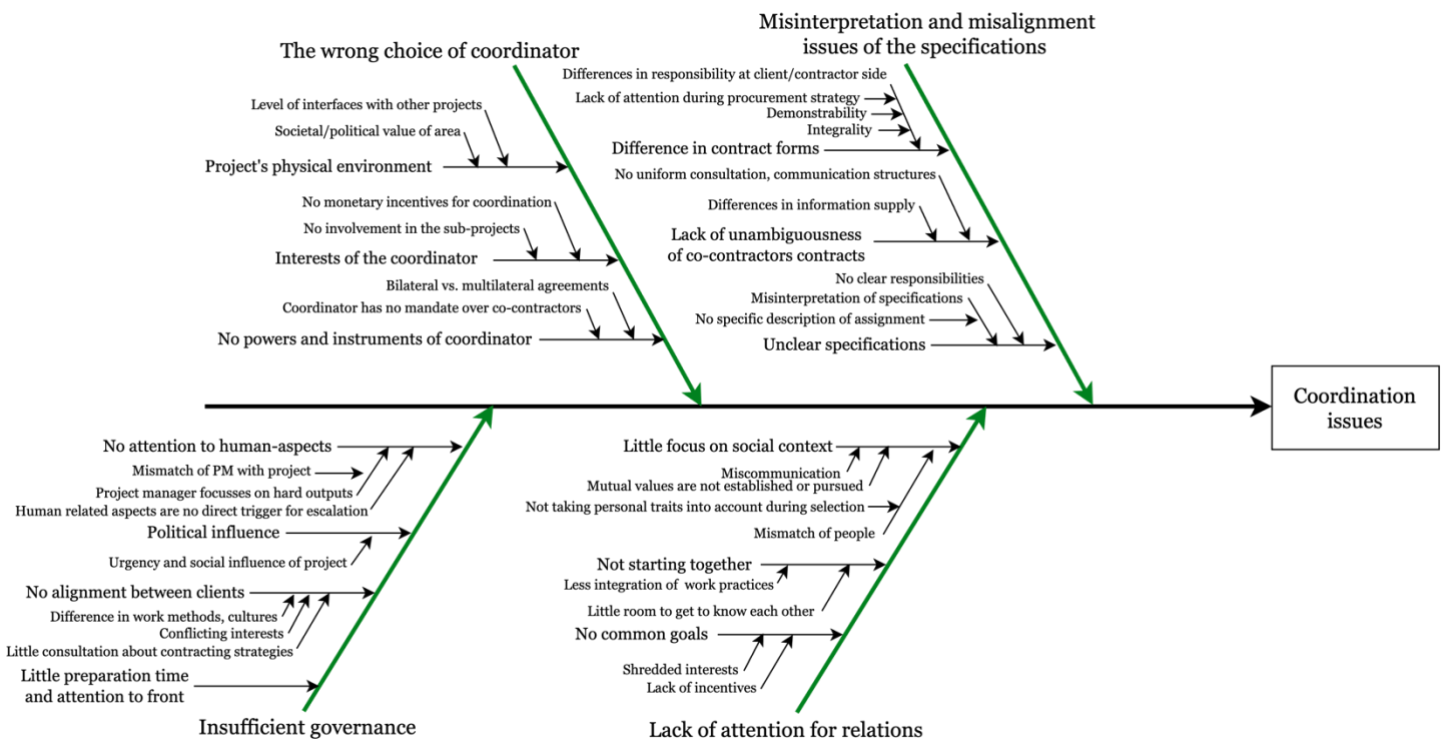 The wrong choice of coordinator
Level of interfaces with other projects
Societal/political value of area
Project's physical environment
No monetary incentives for coordination
No involvement in the sub-projects
Interests of the coordinator
Bilateral vs. multilateral agreements
Coordinator has no mandate over co-contractors
No powers and instruments of coordinator
Misinterpretation and misalignment
issues of the specifications
Differences in responsibility at client/contractor side
Lack of attention during procurement strategy
Demonstrability
Integrality
Difference in contract forms
No uniform consultation, communication structures
Differences in information supply
Lack of unambiguousness
of co-contractors contracts
No clear responsibilities
Misinterpretation of specifications
No specific description of assignment
Unclear specifications
Coordination
issues
No attention to human-aspects
Mismatch of PM with project
Project manager focusses on hard outputs
Human related aspects are no direct trigger for escalation
Political influence
Urgency and social influence of project
No alignment between clients
Difference in work methods, cultures
Conflicting interests
Little consultation about contracting strategies
Little preparation time
and attention to front
Insufficient governance
Little focus on social context
Miscommunication
Mutual values are not established or pursued
Not taking personal traits into account during selection
Mismatch of people
Not starting together
Less integration of work practices
Little room to get to know each other
No common goals
Shredded interests
Lack of incentives
Lack of attention for relations